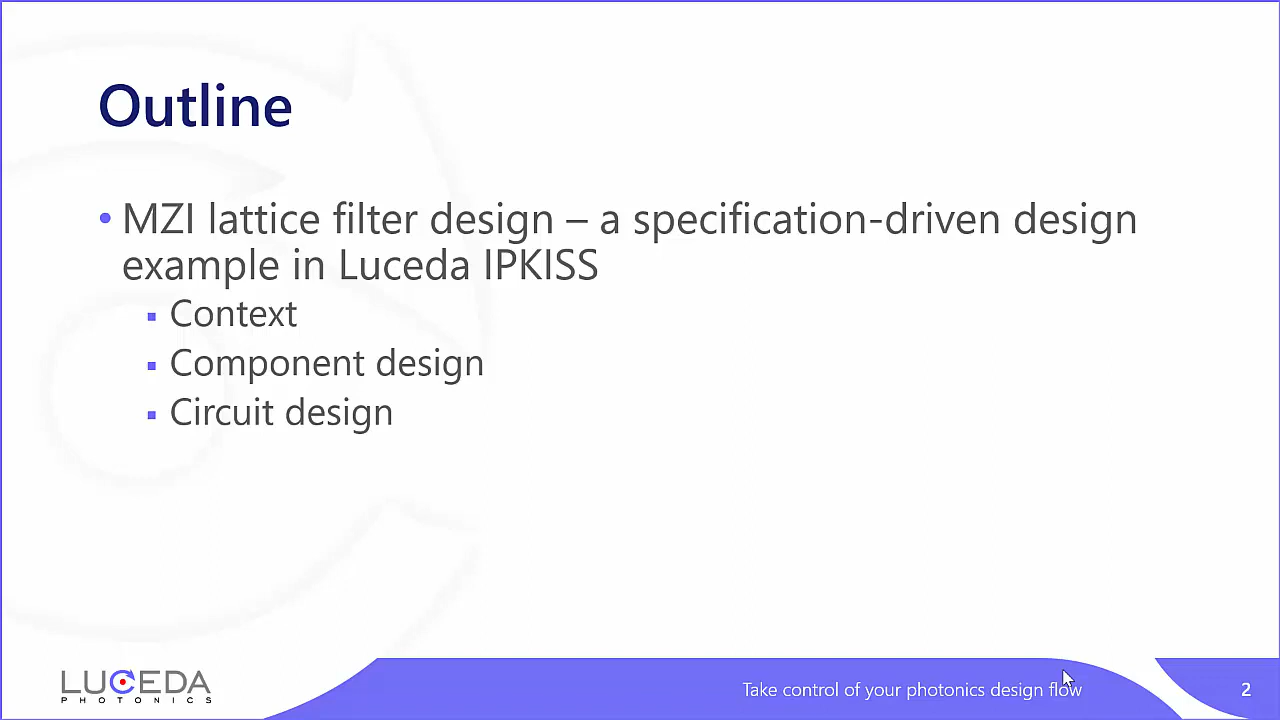 Outline
• MZI lattice filter design – a specification-driven design
example in Luceda IPKISS
▪ Context
▪ Component design
▪ Circuit design
LUCEDA
PHOTONICS
Take control of your photonics design flow
2